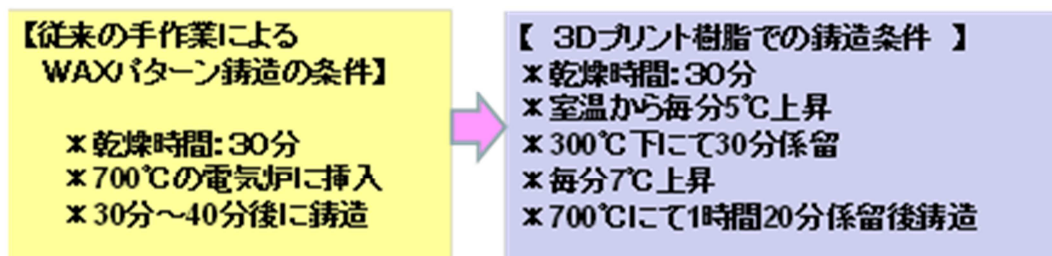 【従来の手作業による
WAXパターン鋳造の条件】
＊乾燥時間：30分
＊700℃の電気炉に挿入
＊30分～40分後に鋳造
【 3Dプリント樹脂での鋳造条件 】
＊乾燥時間：30分
＊室温から毎分5℃上昇
＊300℃下にて30分係留
＊毎分7℃上昇
＊700℃にて1時間20分係留後鋳造